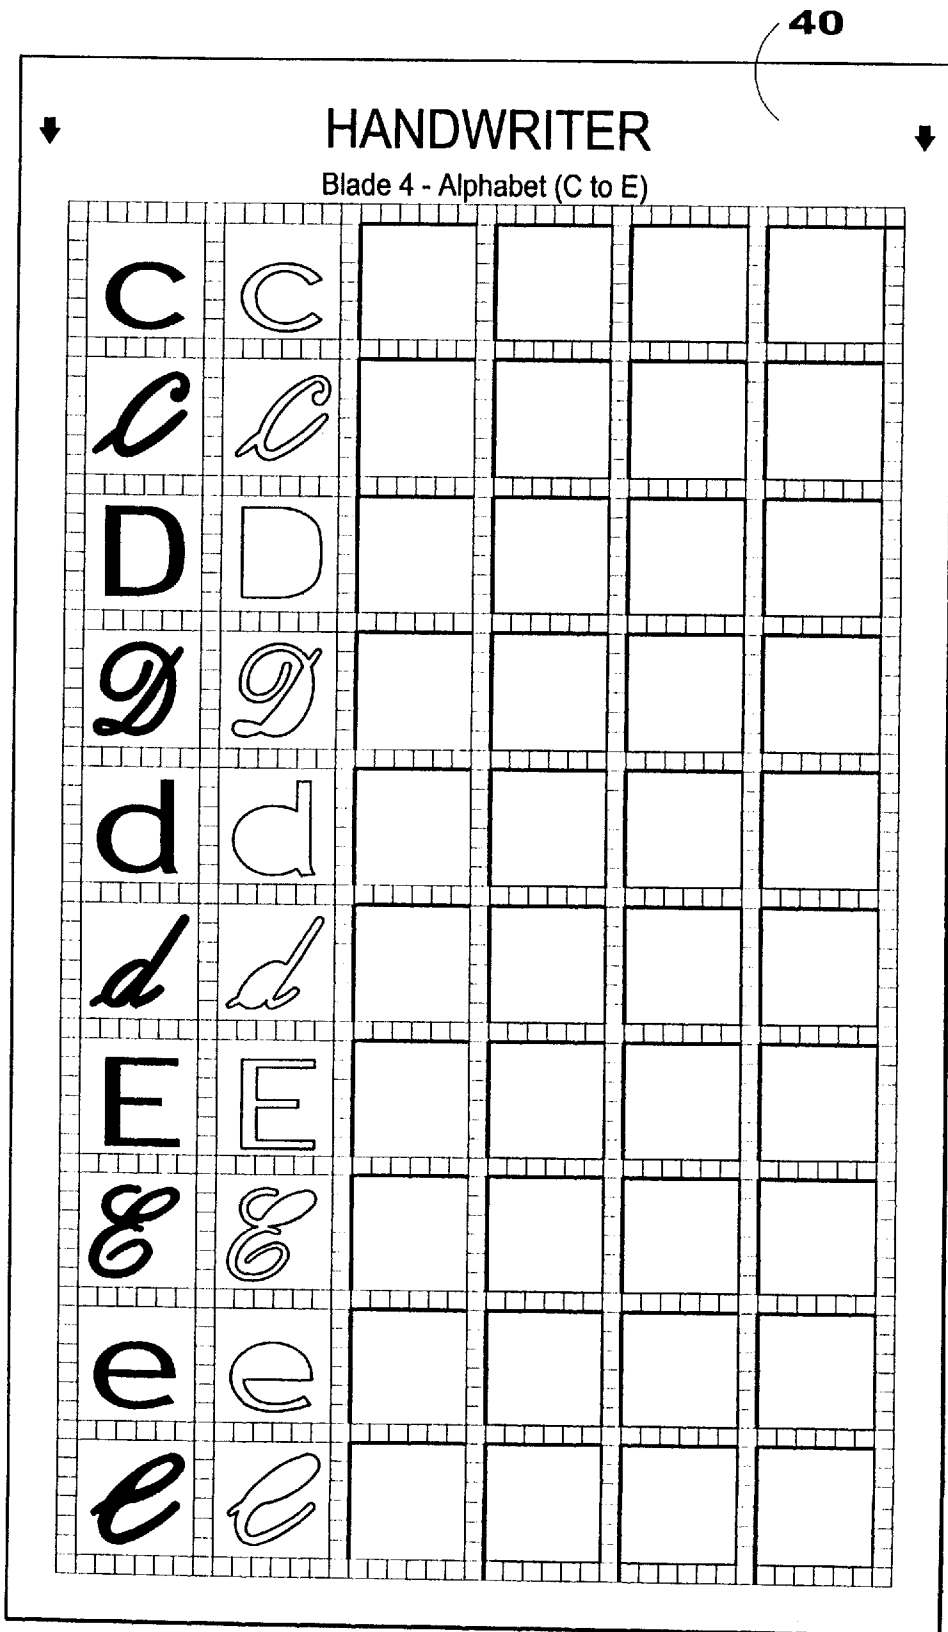 40
HANDWRITER
Blade 4 - Alphabet (C to E)
c c
C C
D D
D D
d d
d d
E E
E E
e e
e e